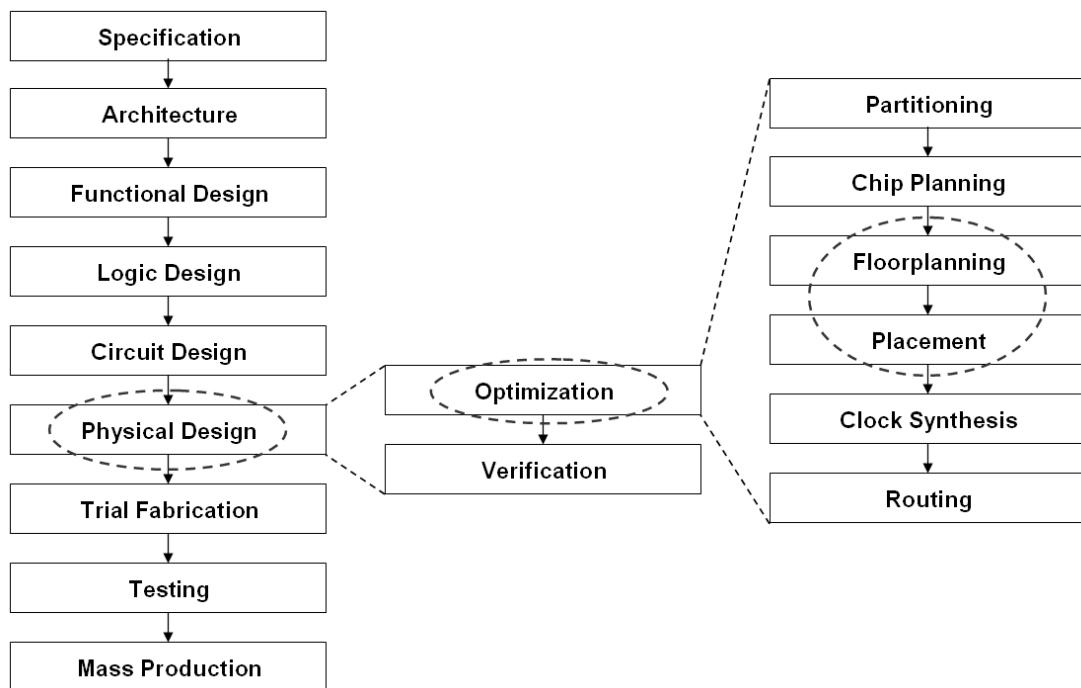 Specification
Architecture
Functional Design
Logic Design
Circuit Design
Physical Design
Trial Fabrication
Testing
Mass Production
Optimization
Verification
Partitioning
Chip Planning
Floorplanning
Placement
Clock Synthesis
Routing